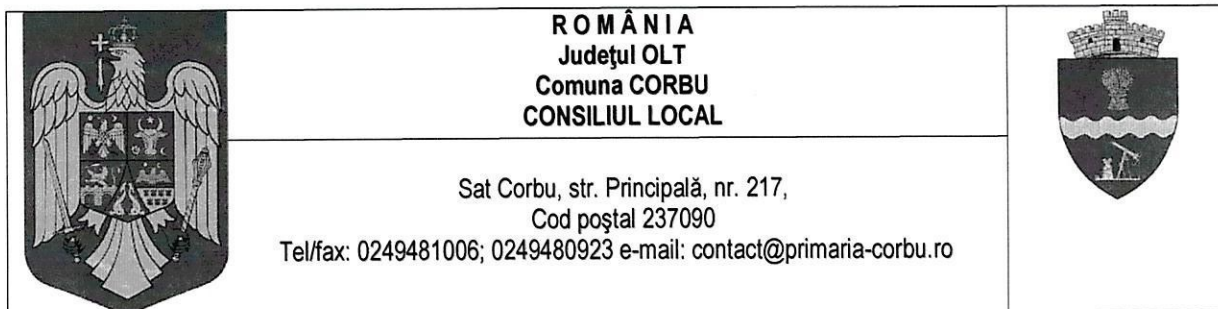 ROMÂNIA
Judeţul OLT
Comuna CORBU
CONSILIUL LOCAL
Sat Corbu, str. Principală, nr. 217,
Cod poştal 237090
Tel/fax: 0249481006; 0249480923 e-mail: contact@primaria-corbu.ro